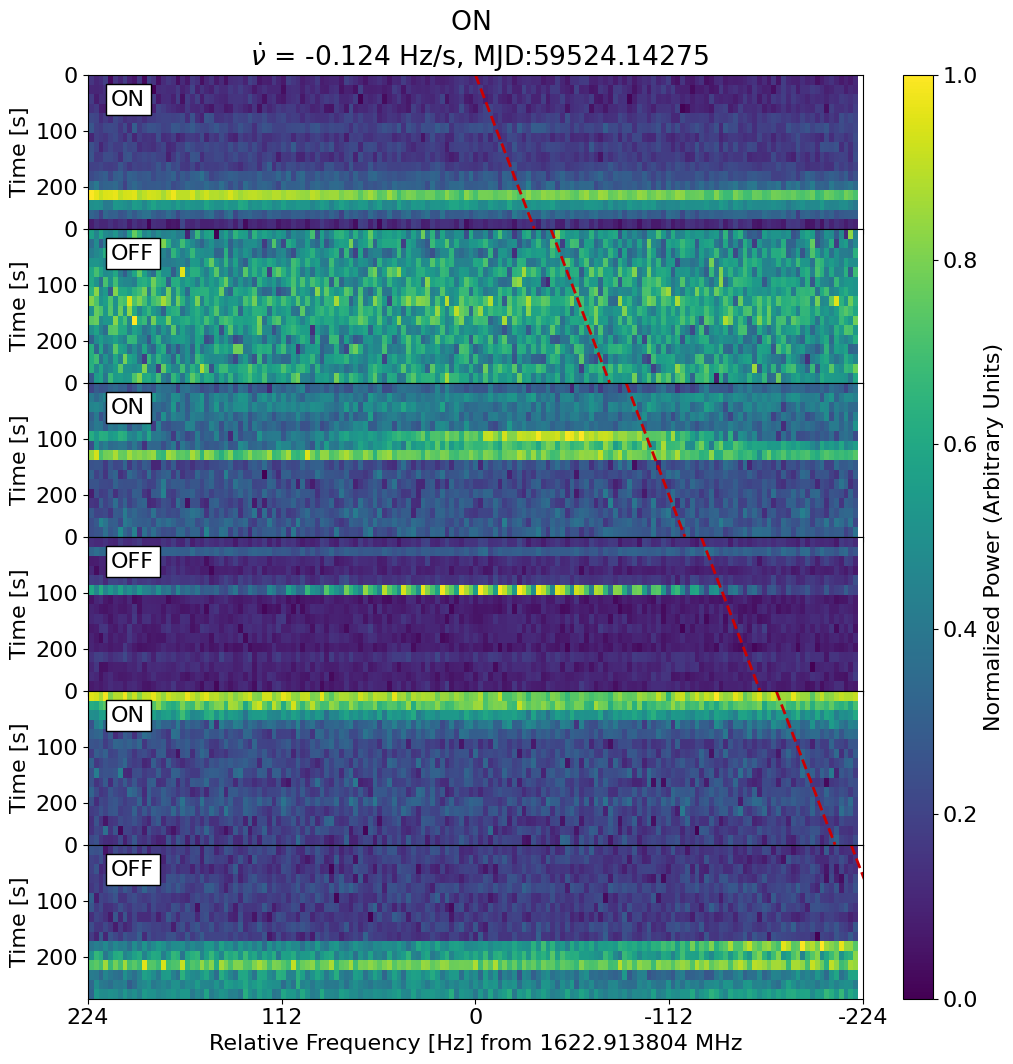 ON
ν̇ = -0.124 Hz/s, MJD:59524.14275
0
ON
100
200
Time [s]
0
OFF
100
200
Time [s]
0
ON
100
200
Time [s]
0
OFF
100
200
Time [s]
0
ON
100
200
Time [s]
0
OFF
100
200
Time [s]
224 112 0 -112 -224
Relative Frequency [Hz] from 1622.913804 MHz
1.0
0.8
0.6
0.4
0.2
0.0
Normalized Power (Arbitrary Units)